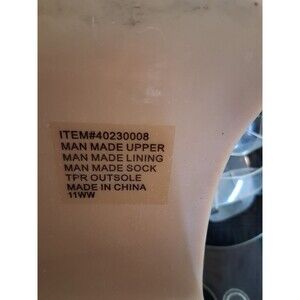 ITEM#40230008
MAN MADE UPPER
MAN MADE LINING
MAN MADE SOCK
TPR OUTSOLE
MADE IN CHINA
11WW